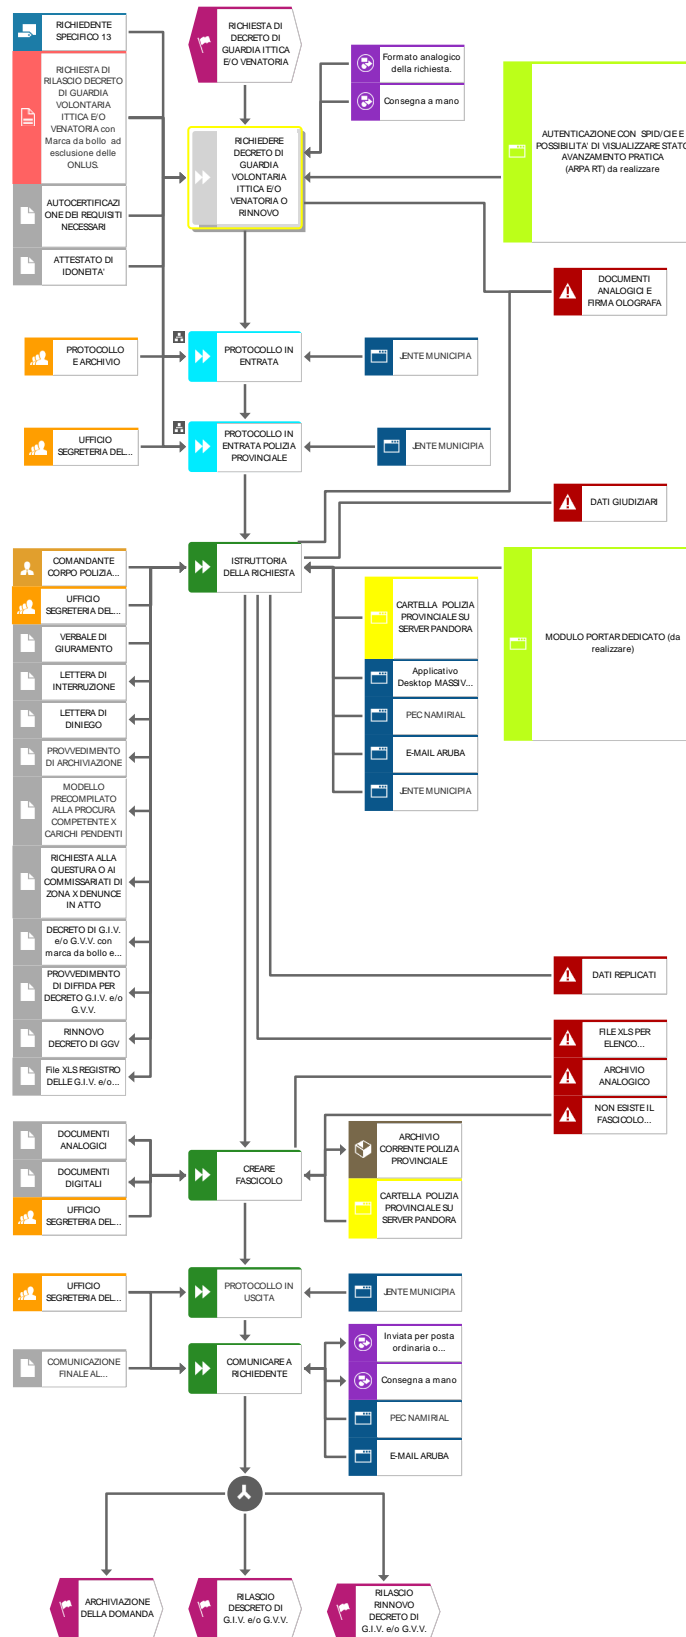 RICHIEDENTE
SPECIFICO 13
RICHIESTA DI
DECRETO DI
GUARDIA ITTICA
E/O VENATORIA
RICHIESTA DI
RILASCIO DECRETO
DI GUARDIA
VOLONTARIA
ITTICA E/O
VENATORIA con
Marca da bollo ad
esclusione delle
ONLUS.
Formato analogico
della richiesta.
Consegna a mano
AUTENTICAZIONE CON SPID/CIE E
POSSIBILITA' DI VISUALIZZARE STATO
AVANZAMENTO PRATICA
(ARPA RT) da realizzare
RICHIEDERE
DECRETO DI
GUARDIA
VOLONTARIA
ITTICA E/O
VENATORIA O
RINNOVO
AUTOCERTIFICAZI
ONE DEI REQUISITI
NECESSARI
ATTESTATO DI
IDONEITA'
DOCUMENTI
ANALOGICI E
FIRMA OLOGRAFA
PROTOCOLLO
E ARCHIVIO
PROTOCOLLO IN
ENTRATA
JENTE MUNICIPIA
UFFICIO
SEGRETERIA DEL...
PROTOCOLLO IN
ENTRATA POLIZIA
PROVINCIALE
JENTE MUNICIPIA
DATI GIUDIZIARI
COMANDANTE
CORPO POLIZIA...
ISTRUTTORIA
DELLA RICHIESTA
UFFICIO
SEGRETERIA DEL...
VERBALE DI
GIURAMENTO
LETTERA DI
INTERRUZIONE
LETTERA DI
DINIEGO
PROVVEDIMENTO
DI ARCHIVIAZIONE
MODELLO
PRECOMPILATO
ALLA PROCURA
COMPETENTE X
CARICHI PENDENTI
RICHIESTA ALLA
QUESTURA O AI
COMMISSARIATI DI
ZONA X DENUNCE
IN ATTO
DECRETO DI G.I.V.
e/o G.V.V. con
marca da bollo e...
PROVVEDIMENTO
DI DIFFIDA PER
DECRETO G.I.V. e/o
G.V.V.
RINNOVO
DECRETO DI GGV
File XLS REGISTRO
DELLE G.I.V. e/o...
CARTELLA POLIZIA
PROVINCIALE SU
SERVER PANDORA
Applicativo
Desktop MASSIV...
PEC NAMIRIAL
E-MAIL ARUBA
JENTE MUNICIPIA
MODULO PORTAR DEDICATO (da
realizzare)
DATI REPLICATI
FILE XLS PER
ELENCO...
ARCHIVIO
ANALOGICO
NON ESISTE IL
FASCICOLO...
DOCUMENTI
ANALOGICI
DOCUMENTI
DIGITALI
UFFICIO
SEGRETERIA DEL...
CREARE
FASCICOLO
ARCHIVIO
CORRENTE POLIZIA
PROVINCIALE
CARTELLA POLIZIA
PROVINCIALE SU
SERVER PANDORA
UFFICIO
SEGRETERIA DEL...
PROTOCOLLO IN
USCITA
JENTE MUNICIPIA
COMUNICAZIONE
FINALE AL...
COMUNICARE A
RICHIEDENTE
Inviata per posta
ordinaria o...
Consegna a mano
PEC NAMIRIAL
E-MAIL ARUBA
ARCHIVIAZIONE
DELLA DOMANDA
RILASCIO
DESCRETO DI
G.I.V. e/o G.V.V.
RILASCIO
RINNOVO
DECRETO DI
G.I.V. e/o G.V.V.